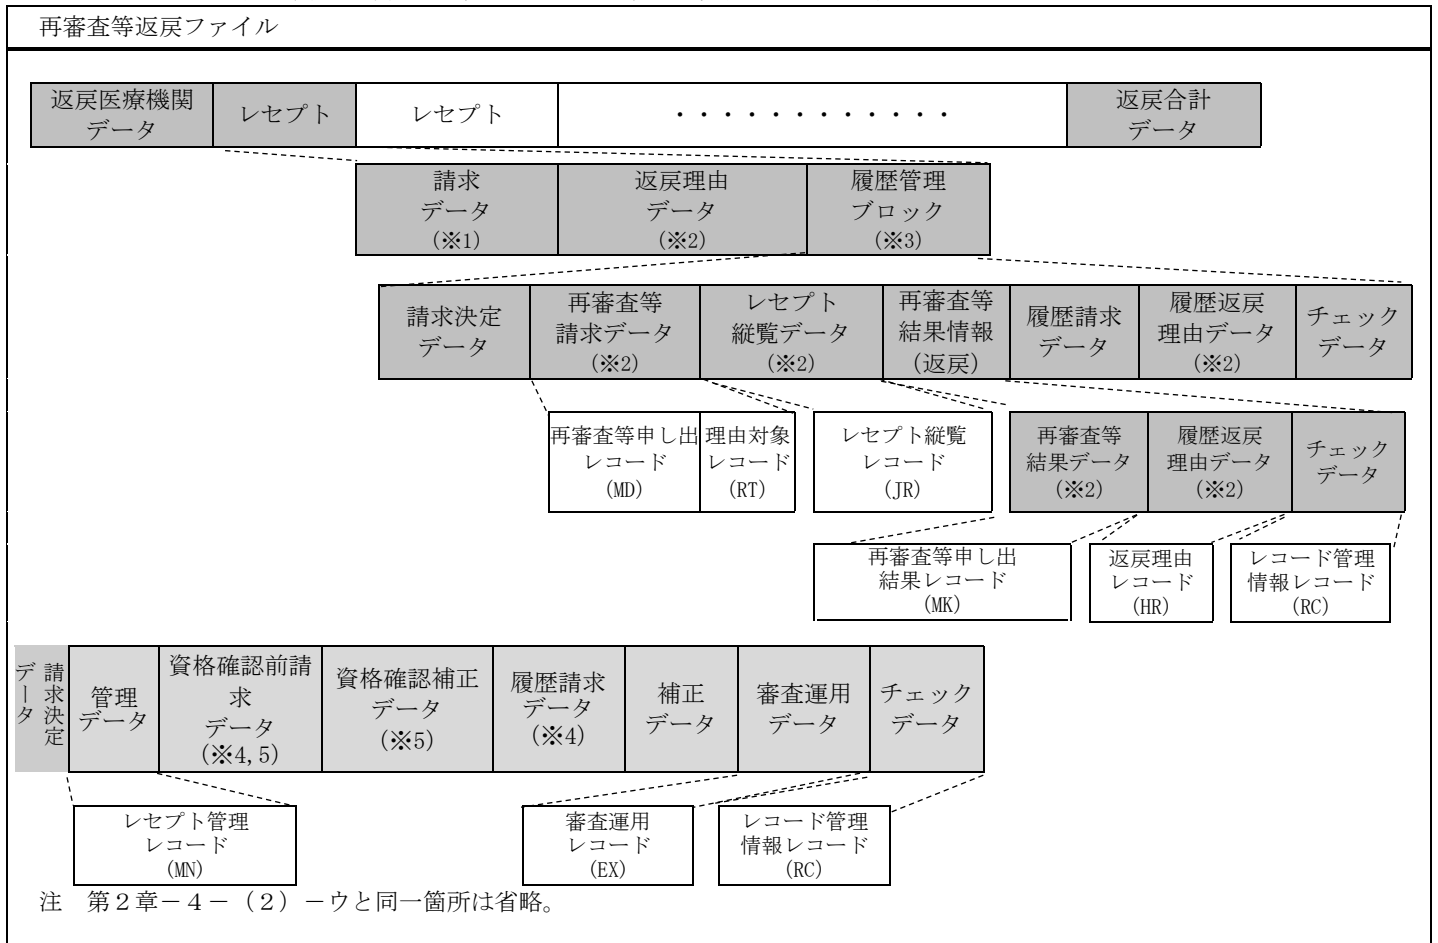 再審査等返戻ファイル
返戻医療機関
データ
レセプト
レセプト
・・・・・・・・・・・・
返戻合計
データ
請求
データ
(※1)
返戻理由
データ
(※2)
履歴管理
ブロック
(※3)
請求決定
データ
再審査等
請求データ
(※2)
レセプト
縦覧データ
(※2)
再審査等
結果情報
(返戻)
履歴請求
データ
履歴返戻
理由データ
(※2)
チェック
データ
再審査等申し出
レコード
(MD)
理由対象
レコード
(RT)
レセプト縦覧
レコード
(JR)
再審査等
結果データ
(※2)
履歴返戻
理由データ
(※2)
チェック
データ
再審査等申し出
結果レコード
(MK)
返戻理由
レコード
(HR)
レコード管理
情報レコード
(RC)
請求決定
データ
管理
データ
資格確認前請
求
データ
(※4,5)
資格確認補正
データ
(※5)
履歴請求
データ
(※4)
補正
データ
審査運用
データ
チェック
データ
レセプト管理
レコード
(MN)
審査運用
レコード
(EX)
レコード管理
情報レコード
(RC)
注　第２章－４－（２）－ウと同一箇所は省略。